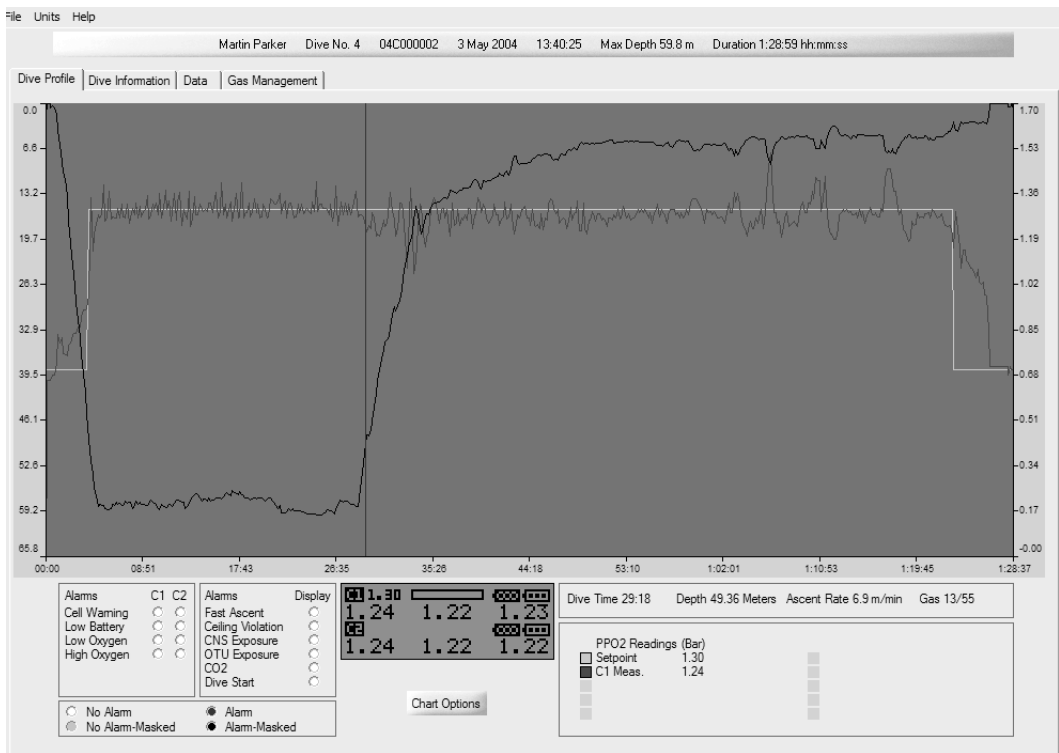 File Units Help
Martin Parker Dive No. 4 04C000002 3 May 2004 13:40:25 Max Depth 59.8 m Duration 1:28:59 hh:mm:ss
Dive Profile Dive Information Data Gas Management
0.0 1.70
6.6 1.53
13.2 1.36
19.7 1.19
26.3 1.02
32.9 0.85
39.5 0.68
46.1 0.51
52.6 0.34
59.2 0.17
65.8 -0.00
00:00 08:51 17:43 26:35 35:26 44:18 53:10 1:02:01 1:10:53 1:19:45 1:28:37
Alarms C1 C2
Cell Warning
Low Battery
Low Oxygen
High Oxygen
Alarms Display
Fast Ascent
Ceiling Violation
CNS Exposure
OTU Exposure
CO2
Dive Start
No Alarm Alarm
No Alarm-Masked Alarm-Masked
C1 1.30
1.24 1.22 1.23
C2
1.24 1.22 1.22
Chart Options
Dive Time 29:18 Depth 49.36 Meters Ascent Rate 6.9 m/min Gas 13/55
PPO2 Readings (Bar)
Setpoint 1.30
C1 Meas. 1.24